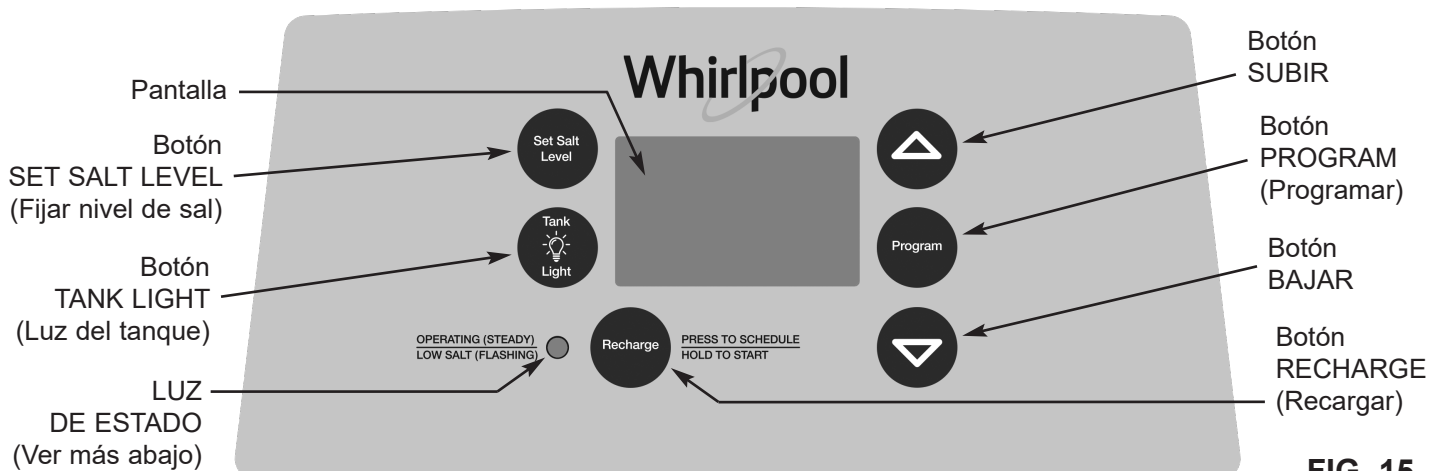 Whirlpool
Pantalla
Botón
SET SALT LEVEL
(Fijar nivel de sal)
Botón
TANK LIGHT
(Luz del tanque)
LUZ
DE ESTADO
(Ver más abajo)
Set Salt
Level
Tank
Light
OPERATING (STEADY)
LOW SALT (FLASHING)
Recharge
PRESS TO SCHEDULE
HOLD TO START
Program
Botón
SUBIR
Botón
PROGRAM
(Programar)
Botón
BAJAR
Botón
RECHARGE
(Recargar)
FIG. 15